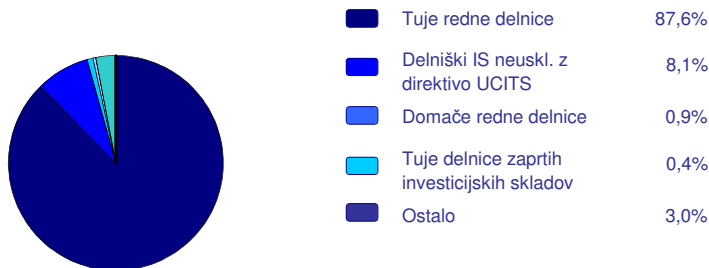 Tuje redne delnice 87,6%
Delniški IS neuskl. z
direktivo UCITS 8,1%
Domače redne delnice 0,9%
Tuje delnice zaprtih
investicijskih skladov 0,4%
Ostalo 3,0%